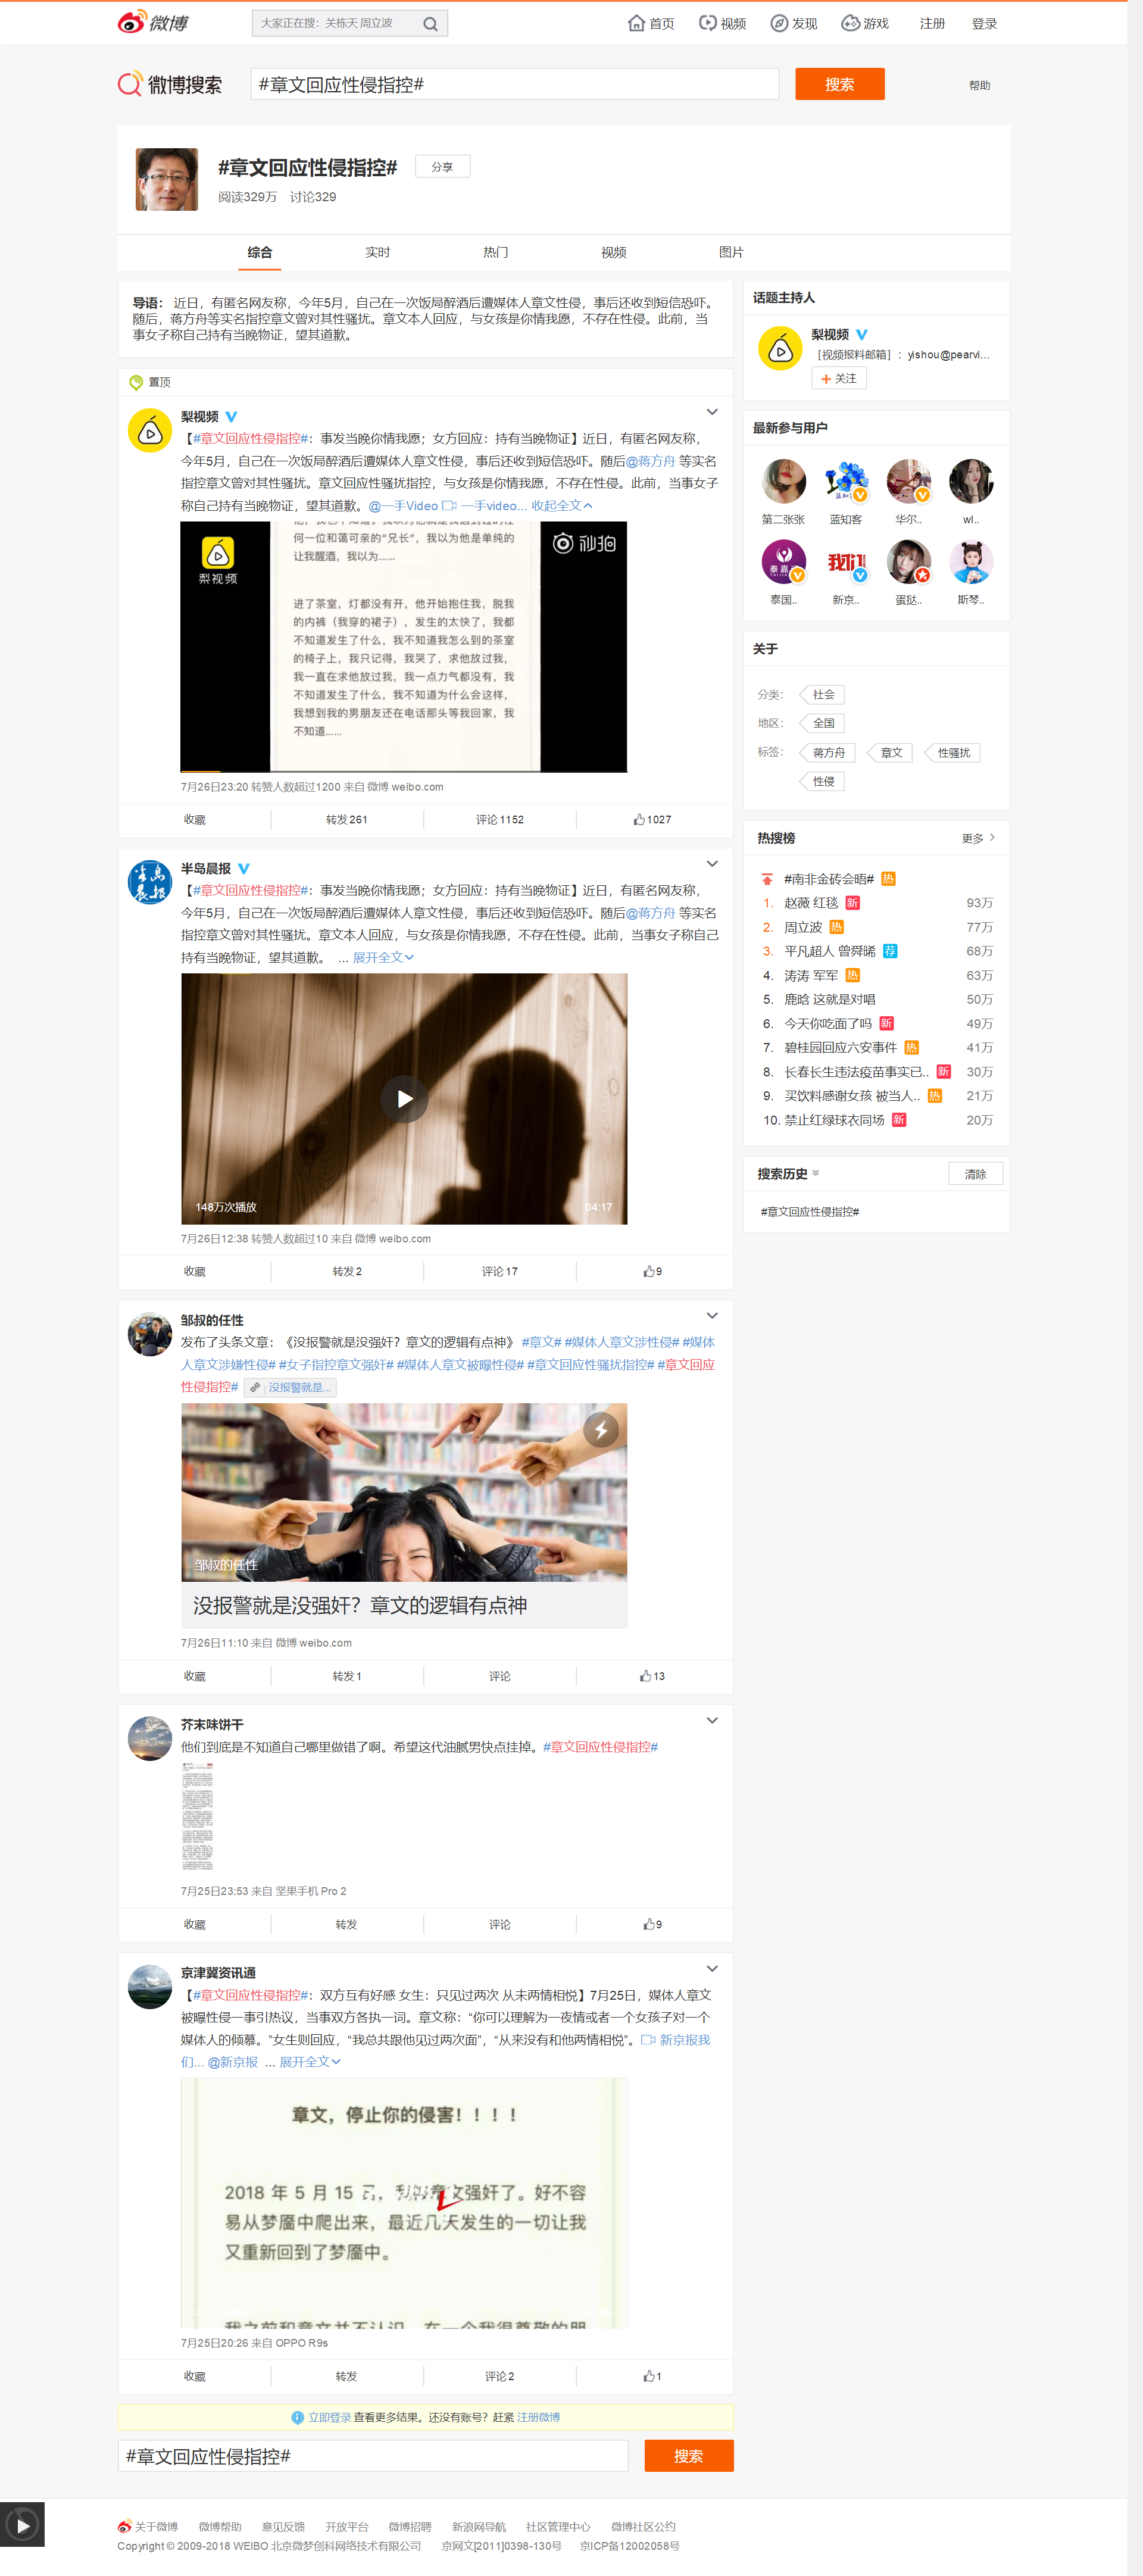 微博
大家正在搜：关栋天 周立波
首页
视频
发现
游戏
注册
登录
微博搜索
#章文回应性侵指控#
搜索
帮助
#章文回应性侵指控#
分享
阅读329万 讨论329
综合
实时
热门
视频
图片
导语： 近日，有匿名网友称，今年5月，自己在一次饭局醉酒后遭媒体人章文性侵，事后还收到短信恐吓。
随后，蒋方舟等实名指控章文曾对其性骚扰。章文本人回应，与女孩是你情我愿，不存在性侵。此前，当
事女子称自己持有当晚物证，望其道歉。
置顶
梨视频
【#章文回应性侵指控#：事发当晚你情我愿；女方回应：持有当晚物证】近日，有匿名网友称，
今年5月，自己在一次饭局醉酒后遭媒体人章文性侵，事后还收到短信恐吓。随后@蒋方舟 等实名
指控章文曾对其性骚扰。章文回应性骚扰指控，与女孩是你情我愿，不存在性侵。此前，当事女子
称自己持有当晚物证，望其道歉。@一手Video 一手video... 收起全文
梨视频
秒拍
何一位和蔼可亲的“兄长”，我以为他是单纯的
让我醒酒，我以为……
进了茶室，灯都没有开，他开始抱住我，脱我
的内裤（我穿的裙子），发生的太快了，我都
不知道发生了什么，我不知道我怎么到的茶室
的椅子上，我只记得，我哭了，求他放过我，
我一直在求他放过我，我一点力气都没有，我
不知道发生了什么，我不知道为什么会这样，
我想到我的男朋友还在电话那头等我回家，我
不知道……
7月26日23:20 转赞人数超过1200 来自 微博 weibo.com
收藏
转发 261
评论 1152
1027
半岛晨报
【#章文回应性侵指控#：事发当晚你情我愿；女方回应：持有当晚物证】近日，有匿名网友称，
今年5月，自己在一次饭局醉酒后遭媒体人章文性侵，事后还收到短信恐吓。随后@蒋方舟 等实名
指控章文曾对其性骚扰。章文本人回应，与女孩是你情我愿，不存在性侵。此前，当事女子称自己
持有当晚物证，望其道歉。 ... 展开全文
148万次播放
04:17
7月26日12:38 转赞人数超过10 来自 微博 weibo.com
收藏
转发 2
评论 17
9
邹叔的任性
发布了头条文章：《没报警就是没强奸？章文的逻辑有点神》 #章文# #媒体人章文涉性侵# #媒体
人章文涉嫌性侵# #女子指控章文强奸# #媒体人章文被曝性侵# #章文回应性骚扰指控# #章文回应
性侵指控# 没报警就是...
邹叔的任性
没报警就是没强奸？章文的逻辑有点神
7月26日11:10 来自 微博 weibo.com
收藏
转发 1
评论
13
芥末味饼干
他们到底是不知道自己哪里做错了啊。希望这代油腻男快点挂掉。#章文回应性侵指控#
7月25日23:53 来自 坚果手机 Pro 2
收藏
转发
评论
9
京津冀资讯通
【#章文回应性侵指控#：双方互有好感 女生：只见过两次 从未两情相悦】7月25日，媒体人章文
被曝性侵一事引热议，当事双方各执一词。章文称：“你可以理解为一夜情或者一个女孩子对一个
媒体人的倾慕。”女生则回应，“我总共跟他见过两次面”，“从来没有和他两情相悦”。 新京报我
们... @新京报 ... 展开全文
章文，停止你的侵害！！！！
2018 年 5 月 15 日，我被章文强奸了。好不容
易从梦魇中爬出来，最近几天发生的一切让我
又重新回到了梦魇中。
7月25日20:26 来自 OPPO R9s
收藏
转发
评论 2
1
立即登录 查看更多结果。还没有账号？赶紧 注册微博
#章文回应性侵指控#
搜索
话题主持人
梨视频
［视频报料邮箱］：yishou@pearvi...
+ 关注
最新参与用户
第二张张
蓝知客
华尔..
wl..
泰国..
新京..
蛋挞..
斯琴..
关于
分类： 社会
地区： 全国
标签： 蒋方舟 章文 性骚扰
性侵
热搜榜
更多
#南非金砖会晤# 热
1. 赵薇 红毯 新 93万
2. 周立波 热 77万
3. 平凡超人 曾舜晞 荐 68万
4. 涛涛 军军 热 63万
5. 鹿晗 这就是对唱 50万
6. 今天你吃面了吗 新 49万
7. 碧桂园回应六安事件 热 41万
8. 长春长生违法疫苗事实已.. 新 30万
9. 买饮料感谢女孩 被当人.. 热 21万
10. 禁止红绿球衣同场 新 20万
搜索历史
清除
#章文回应性侵指控#
关于微博 微博帮助 意见反馈 开放平台 微博招聘 新浪网导航 社区管理中心 微博社区公约
Copyright © 2009-2018 WEIBO 北京微梦创科网络技术有限公司 京网文[2011]0398-130号 京ICP备12002058号